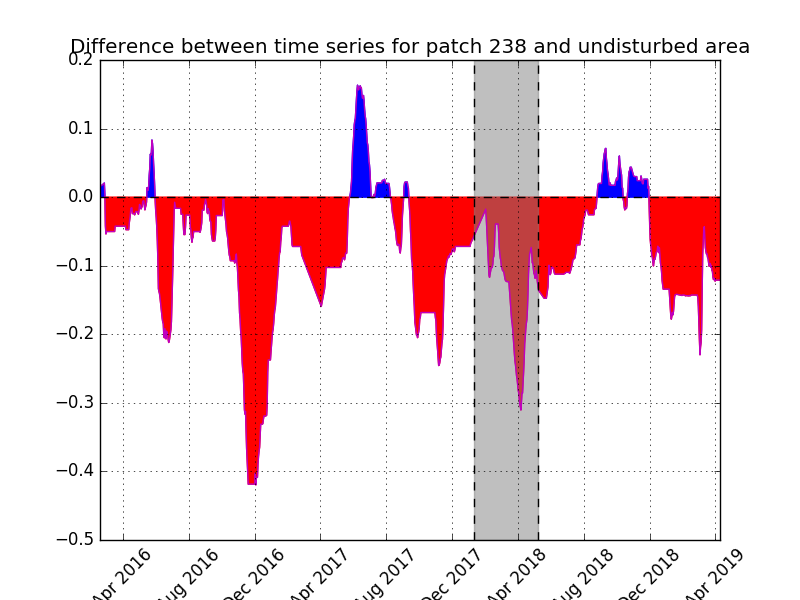 Difference between time series for patch 238 and undisturbed area
0.2
0.1
0.0
−0.1
−0.2
−0.3
−0.4
−0.5
Apr 2016
Aug 2016
Dec 2016
Apr 2017
Aug 2017
Dec 2017
Apr 2018
Aug 2018
Dec 2018
Apr 2019